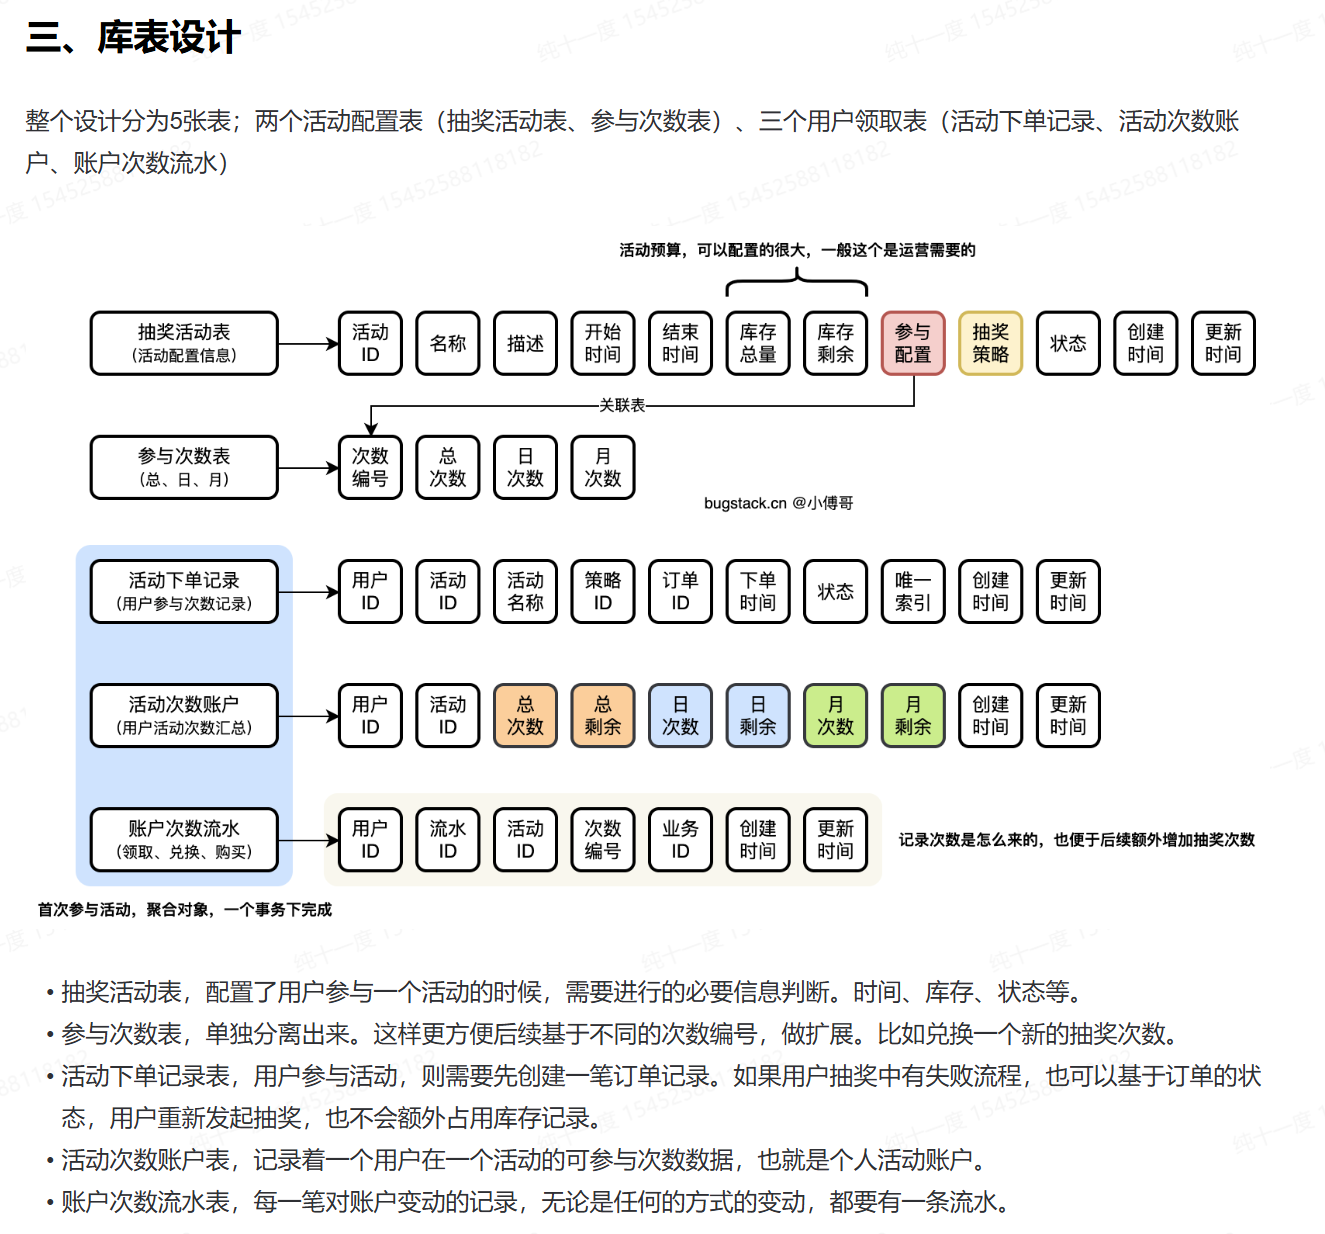 三、库表设计
整个设计分为5张表；两个活动配置表（抽奖活动表、参与次数表）、三个用户领取表（活动下单记录、活动次数账
户、账户次数流水）
活动预算，可以配置的很大，一般这个是运营需要的
抽奖活动表
(活动配置信息)
活动
ID
名称
描述
开始
时间
结束
时间
库存
总量
库存
剩余
参与
配置
抽奖
策略
状态
创建
时间
更新
时间
关联表
参与次数表
(总、日、月)
次数
编号
总
次数
日
次数
月
次数
bugstack.cn @小傅哥
活动下单记录
(用户参与次数记录)
用户
ID
活动
ID
活动
名称
策略
ID
订单
ID
下单
时间
状态
唯一
索引
创建
时间
更新
时间
活动次数账户
(用户活动次数汇总)
用户
ID
活动
ID
总
次数
总
剩余
日
次数
日
剩余
月
次数
月
剩余
创建
时间
更新
时间
账户次数流水
(领取、兑换、购买)
用户
ID
流水
ID
活动
ID
次数
编号
业务
ID
创建
时间
更新
时间
记录次数是怎么来的，也便于后续额外增加抽奖次数
首次参与活动，聚合对象，一个事务下完成
• 抽奖活动表，配置了用户参与一个活动的时候，需要进行的必要信息判断。时间、库存、状态等。
• 参与次数表，单独分离出来。这样更方便后续基于不同的次数编号，做扩展。比如兑换一个新的抽奖次数。
• 活动下单记录表，用户参与活动，则需要先创建一笔订单记录。如果用户抽奖中有失败流程，也可以基于订单的状
态，用户重新发起抽奖，也不会额外占用库存记录。
• 活动次数账户表，记录着一个用户在一个活动的可参与次数数据，也就是个人活动账户。
• 账户次数流水表，每一笔对账户变动的记录，无论是任何的方式的变动，都要有一条流水。
纯十一度 15452588118182